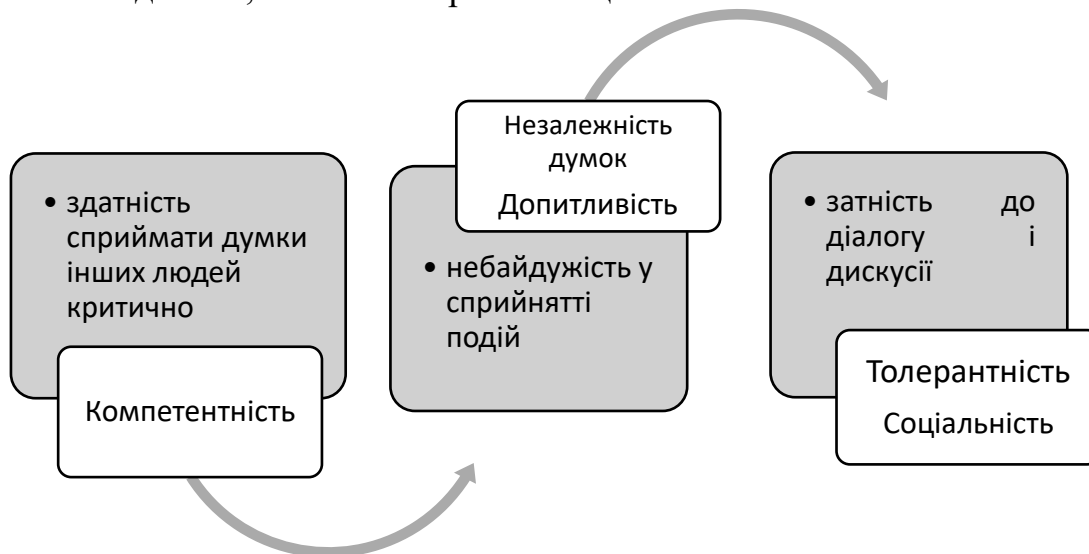 • здатність
сприймати думки
інших людей
критично
Компетентність
Незалежність
думок
Допитливість
• небайдужість у
сприйнятті
подій
• затність до
діалогу і
дискусії
Толерантність
Соціальність